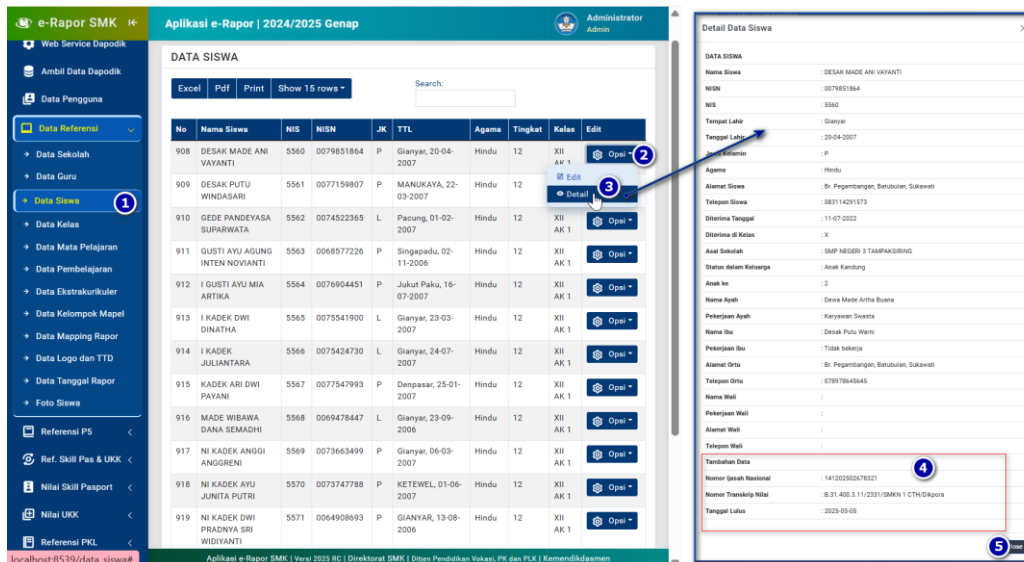 e-Rapor SMK
Web Service Dapodik
Ambil Data Dapodik
Data Pengguna
Data Referensi
Data Sekolah
Data Guru
Data Siswa 1
Data Kelas
Data Mata Pelajaran
Data Pembelajaran
Data Ekstrakurikuler
Data Kelompok Mapel
Data Mapping Rapor
Data Logo dan TTD
Data Tanggal Rapor
Foto Siswa
Referensi P5
Ref. Skill Pas & UKK
Nilai Skill Pasport
Nilai UKK
Referensi PKL
localhost:8539/data_siswa#
Aplikasi e-Rapor | 2024/2025 Genap
Administrator
Admin
DATA SISWA
Excel Pdf Print Show 15 rows
Search:
No Nama Siswa NIS NISN JK TTL Agama Tingkat Kelas Edit
908 DESAK MADE ANI 5560 0079851864 P Gianyar, 20-04- Hindu 12 XII Opsi 2
VAYANTI 2007 AK 1
Edit
Detail 3
909 DESAK PUTU 5561 0077159807 P MANUKAYA, 22- Hindu 12
WINDASARI 03-2007
910 GEDE PANDEYASA 5562 0074522365 L Pacung, 01-02- Hindu 12 XII Opsi
SUPARWATA 2007 AK 1
911 GUSTI AYU AGUNG 5563 0068577226 P Singapadu, 02- Hindu 12 XII Opsi
INTEN NOVIANTI 11-2006 AK 1
912 I GUSTI AYU MIA 5564 0076904451 P Jukut Paku, 16- Hindu 12 XII Opsi
ARTIKA 07-2007 AK 1
913 I KADEK DWI 5565 0075541900 L Gianyar, 23-03- Hindu 12 XII Opsi
DINATHA 2007 AK 1
914 I KADEK 5566 0075424730 L Gianyar, 24-07- Hindu 12 XII Opsi
JULIANTARA 2007 AK 1
915 KADEK ARI DWI 5567 0077547993 P Denpasar, 25-01- Hindu 12 XII Opsi
PAYANI 2007 AK 1
916 MADE WIBAWA 5568 0069478447 L Gianyar, 23-09- Hindu 12 XII Opsi
DANA SEMADHI 2006 AK 1
917 NI KADEK ANGGI 5569 0073663499 P Gianyar, 06-03- Hindu 12 XII Opsi
ANGGRENI 2007 AK 1
918 NI KADEK AYU 5570 0073747788 P KETEWEL, 01-06- Hindu 12 XII Opsi
JUNITA PUTRI 2007 AK 1
919 NI KADEK DWI 5571 0064908693 P GIANYAR, 13-08- Hindu 12 XII Opsi
PRADNYA SRI 2006 AK 1
WIDIYANTI
Aplikasi e-Rapor SMK | Versi 2025 RC | Direktorat SMK | Ditjen Pendidikan Vokasi, PK dan PLK | Kemendikdasmen
Detail Data Siswa
DATA SISWA
Nama Siswa : DESAK MADE ANI VAYANTI
NISN : 0079851864
NIS : 5560
Tempat Lahir : Gianyar
Tanggal Lahir : 20-04-2007
Jenis Kelamin : P
Agama : Hindu
Alamat Siswa : Br. Pegambangan, Batubulan, Sukawati
Telepon Siswa : 083114291573
Diterima Tanggal : 11-07-2022
Diterima di Kelas : X
Asal Sekolah : SMP NEGERI 3 TAMPAKSIRING
Status dalam Keluarga : Anak Kandung
Anak ke : 2
Nama Ayah : Dewa Made Artha Buana
Pekerjaan Ayah : Karyawan Swasta
Nama Ibu : Desak Putu Warni
Pekerjaan Ibu : Tidak bekerja
Alamat Ortu : Br. Pegambangan, Batubulan, Sukawati
Telepon Ortu : 078978645645
Nama Wali :
Pekerjaan Wali :
Alamat Wali :
Telepon Wali :
Tambahan Data 4
Nomor Ijasah Nasional : 141202502678321
Nomor Transkrip Nilai : B.31.400.3.11/2331/SMKN 1 CTH/Dikpora
Tanggal Lulus : 2025-05-05
5 lose